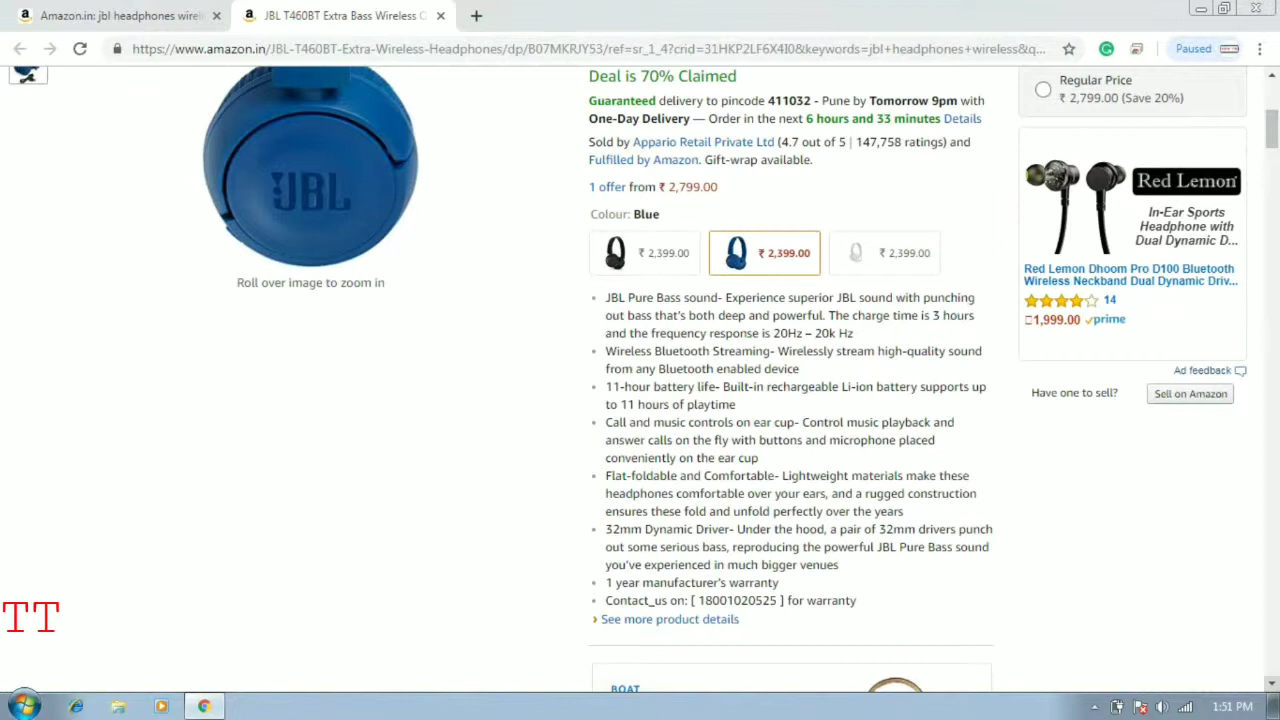 Amazon.in: jbl headphones wirel
JBL T460BT Extra Bass Wireless C
https://www.amazon.in/JBL-T460BT-Extra-Wireless-Headphones/dp/B07MKRJY53/ref=sr_1_4?crid=31HKP2LF6X4I0&keywords=jbl+headphones+wireless&q...
Paused
JBL
Roll over image to zoom in
Deal is 70% Claimed
Guaranteed delivery to pincode 411032 - Pune by Tomorrow 9pm with
One-Day Delivery — Order in the next 6 hours and 33 minutes Details
Sold by Appario Retail Private Ltd (4.7 out of 5 | 147,758 ratings) and
Fulfilled by Amazon. Gift-wrap available.
1 offer from ₹ 2,799.00
Colour: Blue
₹ 2,399.00
₹ 2,399.00
₹ 2,399.00
JBL Pure Bass sound- Experience superior JBL sound with punching
out bass that's both deep and powerful. The charge time is 3 hours
and the frequency response is 20Hz – 20k Hz
Wireless Bluetooth Streaming- Wirelessly stream high-quality sound
from any Bluetooth enabled device
11-hour battery life- Built-in rechargeable Li-ion battery supports up
to 11 hours of playtime
Call and music controls on ear cup- Control music playback and
answer calls on the fly with buttons and microphone placed
conveniently on the ear cup
Flat-foldable and Comfortable- Lightweight materials make these
headphones comfortable over your ears, and a rugged construction
ensures these fold and unfold perfectly over the years
32mm Dynamic Driver- Under the hood, a pair of 32mm drivers punch
out some serious bass, reproducing the powerful JBL Pure Bass sound
you've experienced in much bigger venues
1 year manufacturer's warranty
Contact_us on: [ 18001020525 ] for warranty
› See more product details
BOAT
Regular Price
₹ 2,799.00 (Save 20%)
Red Lemon
In-Ear Sports
Headphone with
Dual Dynamic D...
Red Lemon Dhoom Pro D100 Bluetooth
Wireless Neckband Dual Dynamic Driv...
14
1,999.00 prime
Ad feedback
Have one to sell?
Sell on Amazon
TT
1:51 PM